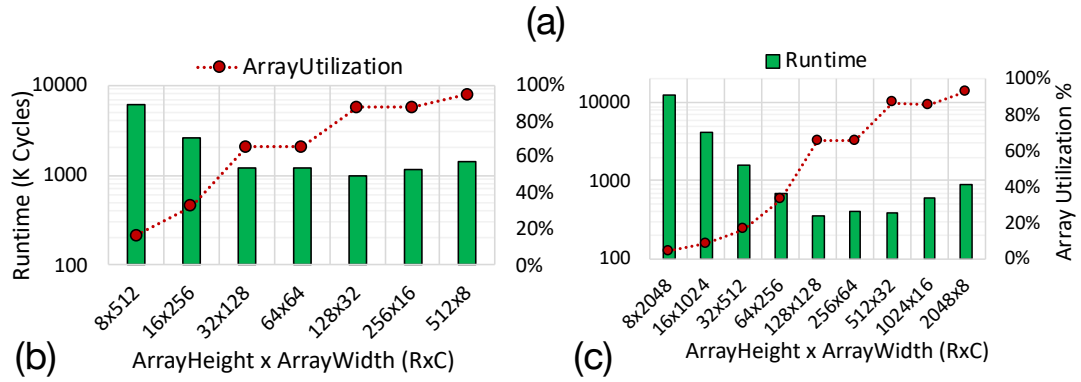 (a)
ArrayUtilization
Runtime (K Cycles)
10000
1000
100
100%
80%
60%
40%
20%
0%
8x512
16x256
32x128
64x64
128x32
256x16
512x8
(b)
ArrayHeight x ArrayWidth (RxC)
Runtime
10000
1000
100
100%
80%
60%
40%
20%
0%
Array Utilization %
8x2048
16x1024
32x512
64x256
128x128
256x64
512x32
1024x16
2048x8
(c)
ArrayHeight x ArrayWidth (RxC)